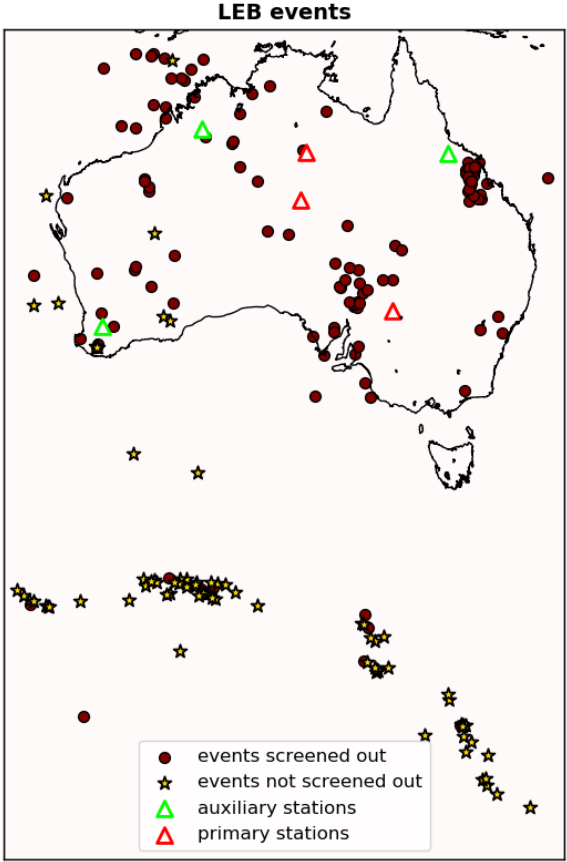 LEB events
events screened out
events not screened out
auxiliary stations
primary stations